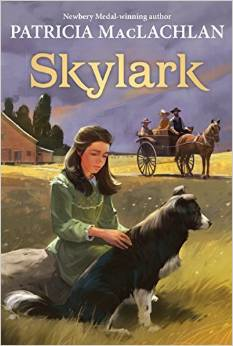 Newbery Medal-winning author
PATRICIA MACLACHLAN
Skylark